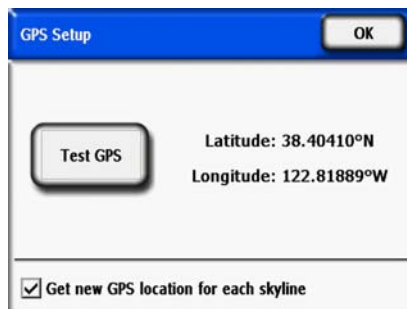 GPS Setup
OK
Test GPS
Latitude: 38.40410°N
Longitude: 122.81889°W
Get new GPS location for each skyline